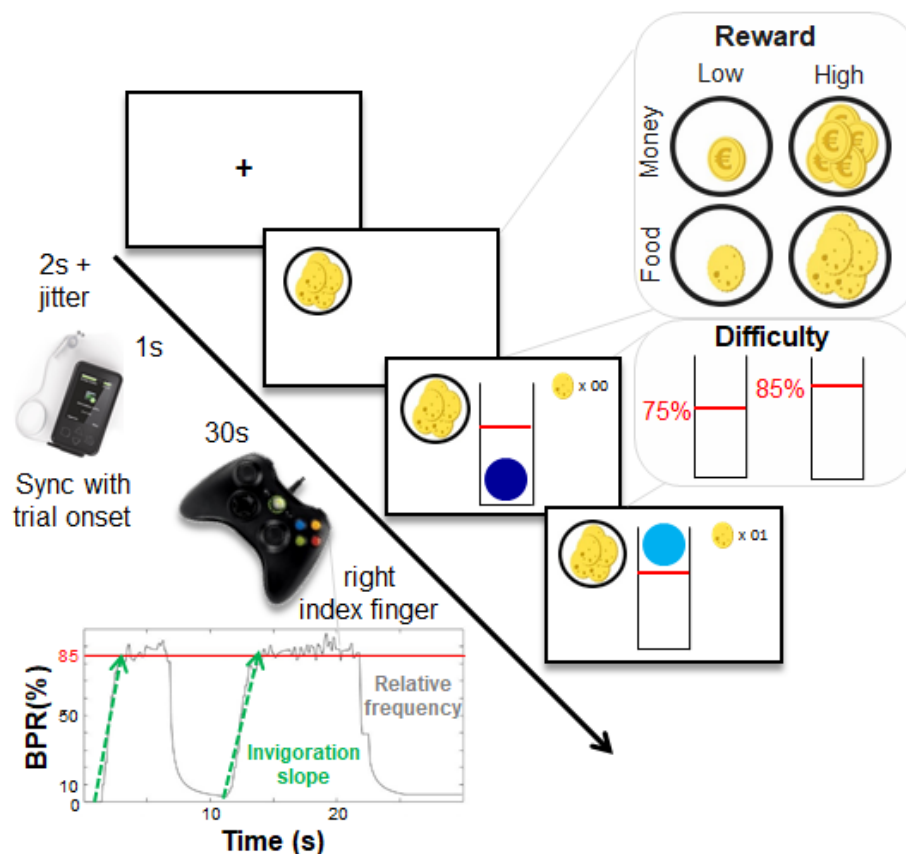 Reward
Low High
Money
Food
+
2s +
jitter
1s
Sync with
trial onset
30s
right
index finger
x 00
Difficulty
75%
85%
x 01
BPR(%)
85
50
10
0
10
20
Time (s)
Relative
frequency
Invigoration
slope
€
€
€
€
€